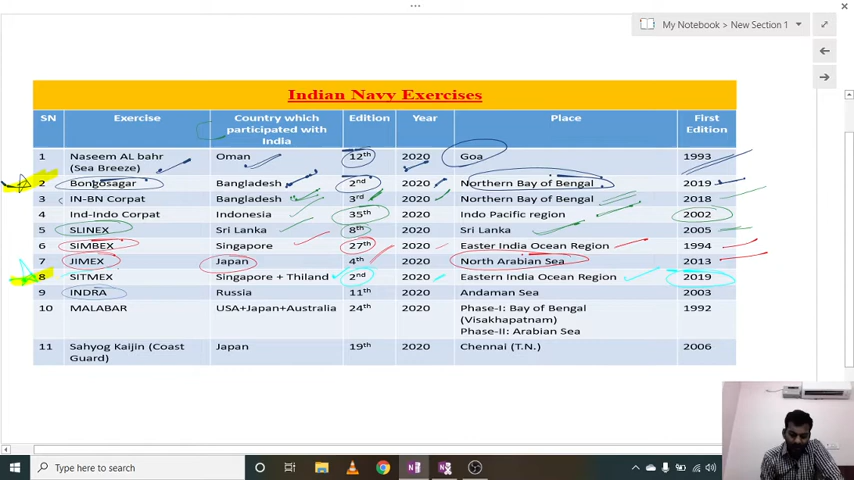 My Notebook > New Section 1
Indian Navy Exercises
SN Exercise Country which participated with India Edition Year Place First Edition
1 Naseem AL bahr (Sea Breeze) Oman 12th 2020 Goa 1993
2 Bongosagar Bangladesh 2nd 2020 Northern Bay of Bengal 2019
3 IN-BN Corpat Bangladesh 3rd 2020 Northern Bay of Bengal 2018
4 Ind-Indo Corpat Indonesia 35th 2020 Indo Pacific region 2002
5 SLINEX Sri Lanka 8th 2020 Sri Lanka 2005
6 SIMBEX Singapore 27th 2020 Easter India Ocean Region 1994
7 JIMEX Japan 4th 2020 North Arabian Sea 2013
8 SITMEX Singapore + Thiland 2nd 2020 Eastern India Ocean Region 2019
9 INDRA Russia 11th 2020 Andaman Sea 2003
10 MALABAR USA+Japan+Australia 24th 2020 Phase-I: Bay of Bengal (Visakhapatnam) Phase-II: Arabian Sea 1992
11 Sahyog Kaijin (Coast Guard) Japan 19th 2020 Chennai (T.N.) 2006
Type here to search